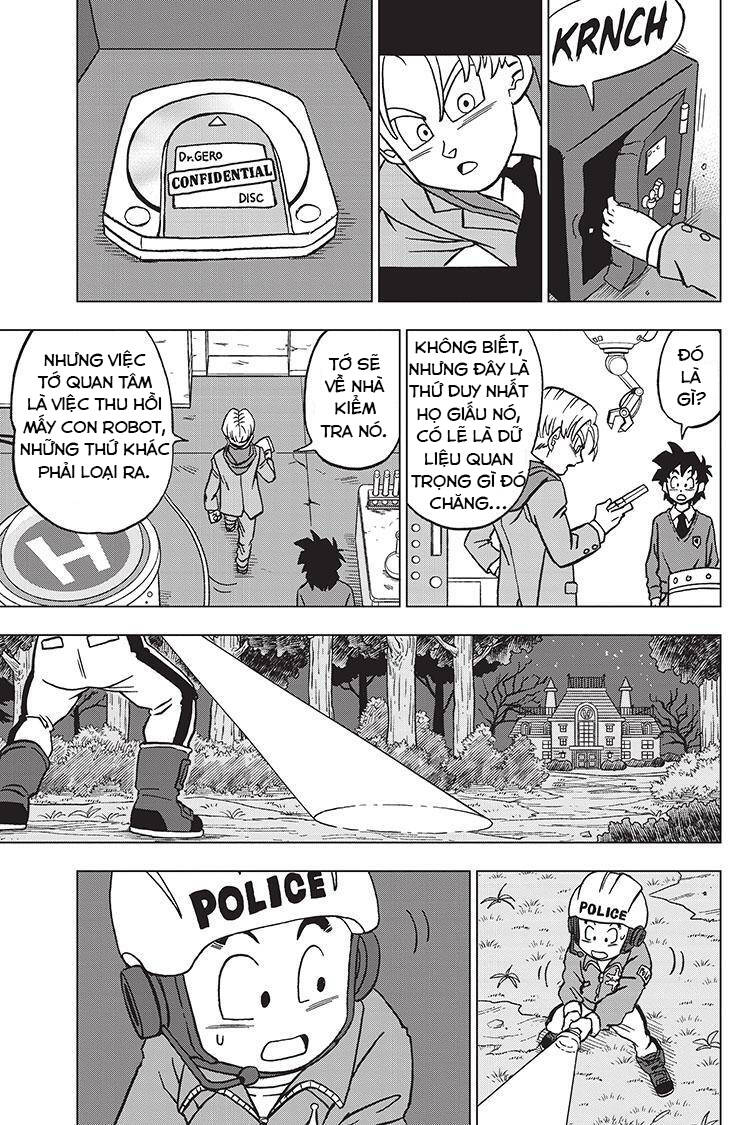 KRNCH
Dr.GERO
CONFIDENTIAL
DISC
ĐÓ
LÀ
GÌ?
KHÔNG BIẾT,
NHƯNG ĐÂY LÀ
THỨ DUY NHẤT
HỌ GIẤU NÓ,
CÓ LẼ LÀ DỮ
LIỆU QUAN
TRỌNG GÌ ĐÓ
CHĂNG...
TỚ SẼ
VỀ NHÀ
KIỂM
TRA NÓ.
NHƯNG VIỆC
TỚ QUAN TÂM
LÀ VIỆC THU HỒI
MẤY CON ROBOT,
NHỮNG THỨ KHÁC
PHẢI LOẠI RA.
H
POLICE
POLICE